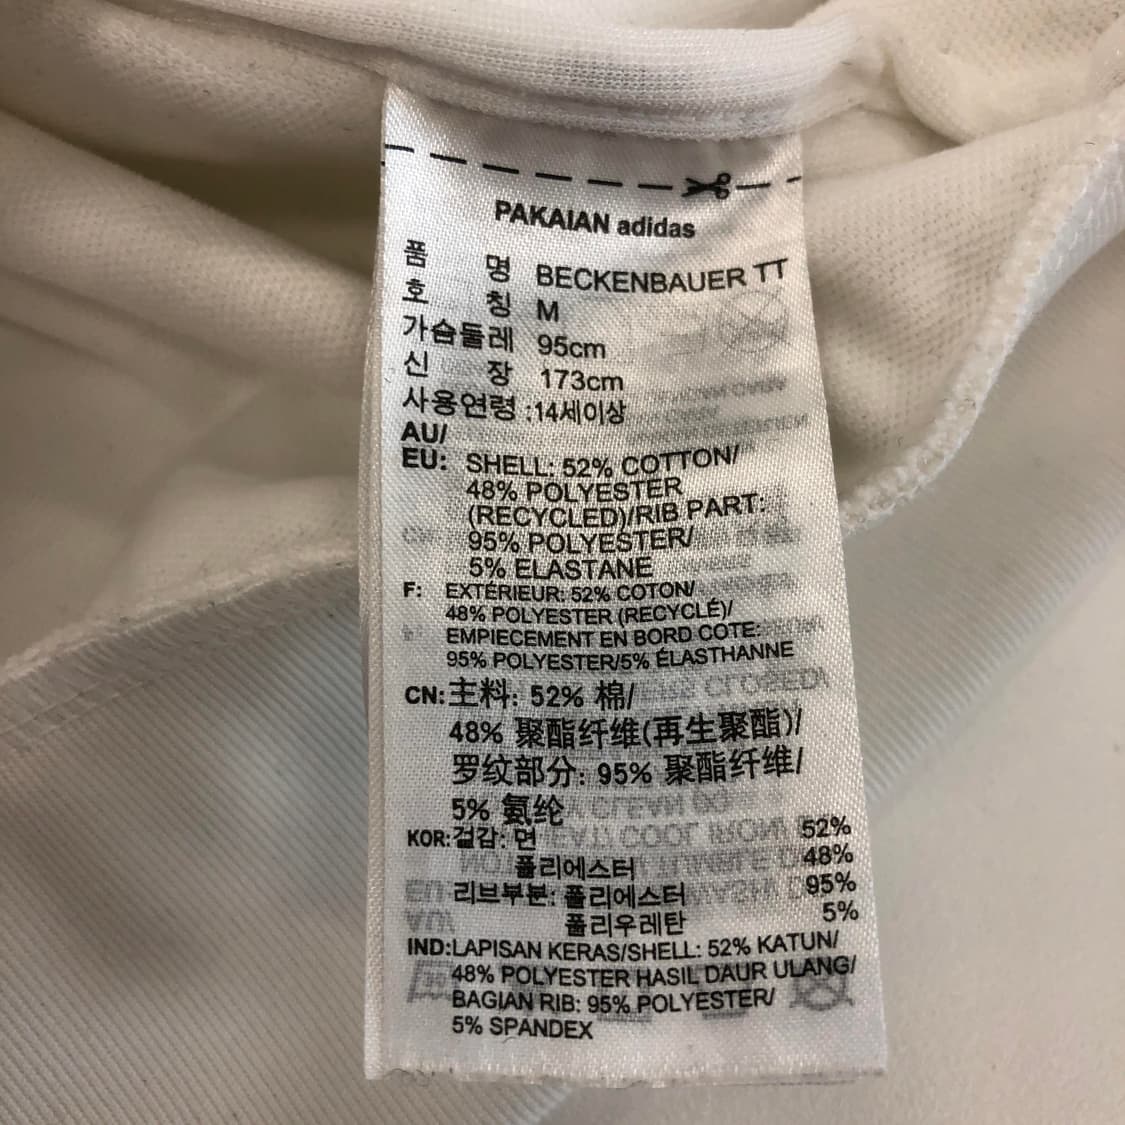 PAKAIAN adidas
품 명 BECKENBAUER TT
호 칭 M
가슴둘레 95cm
신 장 173cm
사용연령 :14세이상
AU/
EU: SHELL: 52% COTTON/
48% POLYESTER
(RECYCLED)/RIB PART:
95% POLYESTER/
5% ELASTANE
F: EXTÉRIEUR: 52% COTON/
48% POLYESTER (RECYCLÉ)/
EMPIECEMENT EN BORD COTE:
95% POLYESTER/5% ÉLASTHANNE
CN: 主料: 52% 棉/
48% 聚酯纤维(再生聚酯)/
罗纹部分: 95% 聚酯纤维/
5% 氨纶
KOR: 겉감: 면 52%
폴리에스터 48%
리브부분: 폴리에스터 95%
폴리우레탄 5%
IND: LAPISAN KERAS/SHELL: 52% KATUN/
48% POLYESTER HASIL DAUR ULANG/
BAGIAN RIB: 95% POLYESTER/
5% SPANDEX